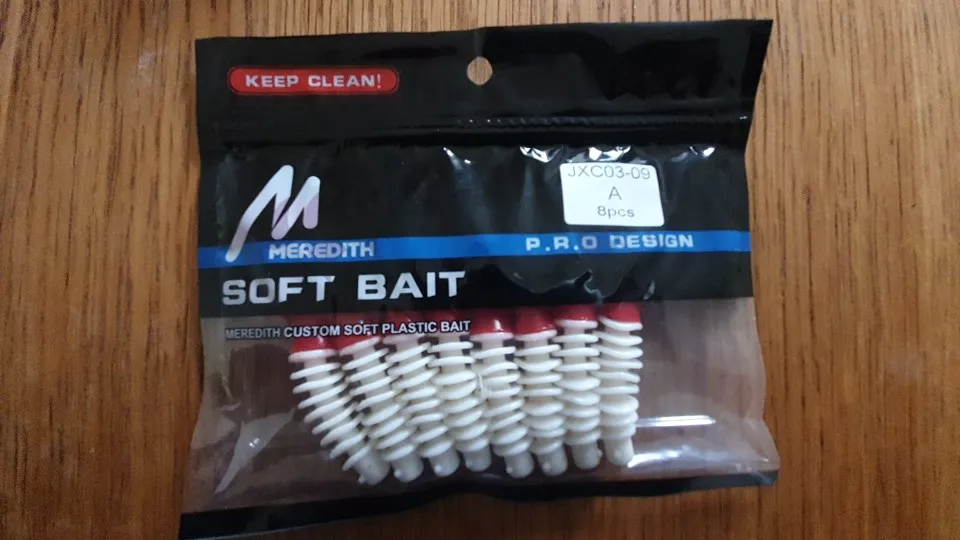 KEEP CLEAN!
JXC03-09
A
8pcs
MEREDITH
P.R.O DESIGN
SOFT BAIT
MEREDITH CUSTOM SOFT PLASTIC BAIT